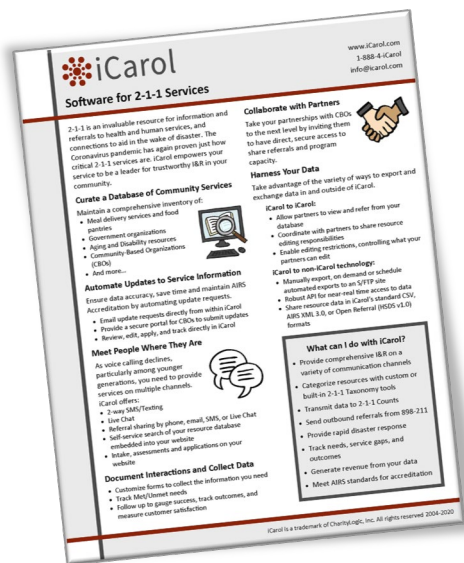 iCarol
www.iCarol.com
1-888-4-iCarol
info@icarol.com
Software for 2-1-1 Services
2-1-1 is an invaluable resource for information and
referrals to health and human services, and
connections to aid in the wake of disaster. The
Coronavirus pandemic has again proven just how
critical 2-1-1 services are. iCarol empowers your
service to be a leader for trustworthy I&R in your
community.
Curate a Database of Community Services
Maintain a comprehensive inventory of:
• Meal delivery services and food
pantries
• Government organizations
• Aging and Disability resources
• Community-Based Organizations
(CBOs)
• And more...
Automate Updates to Service Information
Ensure data accuracy, save time and maintain AIRS
Accreditation by automating update requests.
• Email update requests directly from within iCarol
• Provide a secure portal for CBOs to submit updates
• Review, edit, apply, and track directly in iCarol
Meet People Where They Are
As voice calling declines,
particularly among younger
generations, you need to provide
services on multiple channels.
iCarol offers:
• 2-way SMS/Texting
• Live Chat
• Referral sharing by phone, email, SMS, or Live Chat
• Self-service search of your resource database
embedded into your website
• Intake, assessments and applications on your
website
Document Interactions and Collect Data
• Customize forms to collect the information you need
• Track Met/Unmet needs
• Follow up to gauge success, track outcomes, and
measure customer satisfaction
Collaborate with Partners
Take your partnerships with CBOs
to the next level by inviting them
to have direct, secure access to
share referrals and program
capacity.
Harness Your Data
Take advantage of the variety of ways to export and
exchange data in and outside of iCarol.
iCarol to iCarol:
• Allow partners to view and refer from your
database
• Coordinate with partners to share resource
editing responsibilities
• Enable editing restrictions, controlling what your
partners can edit
iCarol to non-iCarol technology:
• Manually export, on demand or schedule
automated exports to an S/FTP site
• Robust API for near-real time access to data
• Share resource data in iCarol's standard CSV,
AIRS XML 3.0, or Open Referral (HSDS v1.0)
formats
What can I do with iCarol?
• Provide comprehensive I&R on a
variety of communication channels
• Categorize resources with custom or
built-in 2-1-1 Taxonomy tools
• Transmit data to 2-1-1 Counts
• Send outbound referrals from 898-211
• Provide rapid disaster response
• Track needs, service gaps, and
outcomes
• Generate revenue from your data
• Meet AIRS standards for accreditation
iCarol is a trademark of CharityLogic, Inc. All rights reserved 2004-2020